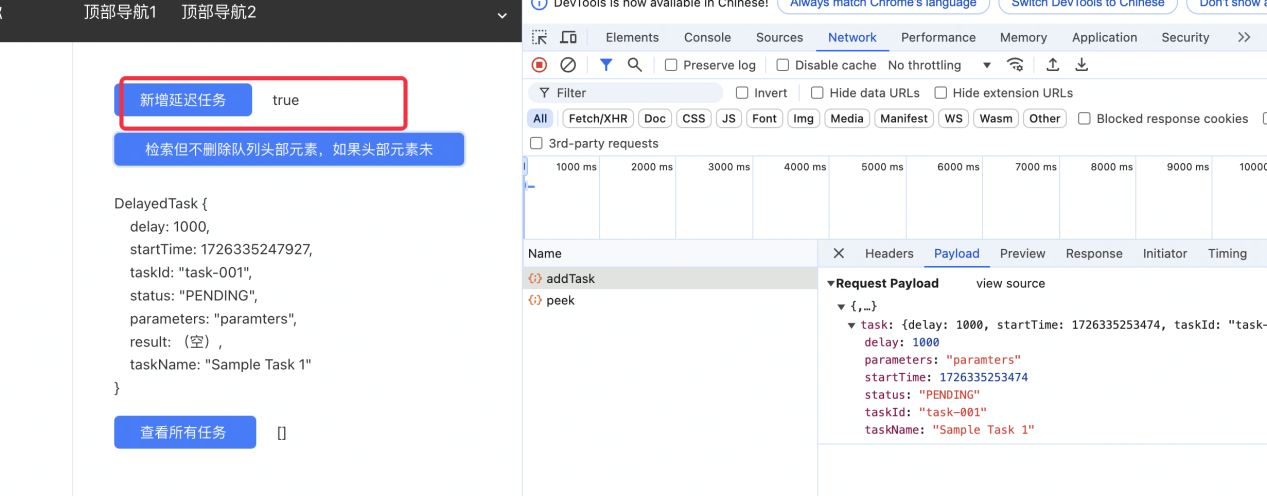 顶部导航1 顶部导航2
新增延迟任务 true
检索但不删除队列头部元素，如果头部元素未
DelayedTask {
delay: 1000,
startTime: 1726335247927,
taskId: "task-001",
status: "PENDING",
parameters: "paramters",
result: （空）,
taskName: "Sample Task 1"
}
查看所有任务 []
DevTools is now available in Chinese! Always match Chrome's language Switch DevTools to Chinese Don't show a
Elements Console Sources Network Performance Memory Application Security
Preserve log Disable cache No throttling
Filter Invert Hide data URLs Hide extension URLs
All Fetch/XHR Doc CSS JS Font Img Media Manifest WS Wasm Other Blocked response cookies
3rd-party requests
1000 ms 2000 ms 3000 ms 4000 ms 5000 ms 6000 ms 7000 ms 8000 ms 9000 ms 10000
Name
addTask
peek
Headers Payload Preview Response Initiator Timing
Request Payload view source
{,…}
task: {delay: 1000, startTime: 1726335253474, taskId: "task-
delay: 1000
parameters: "paramters"
startTime: 1726335253474
status: "PENDING"
taskId: "task-001"
taskName: "Sample Task 1"